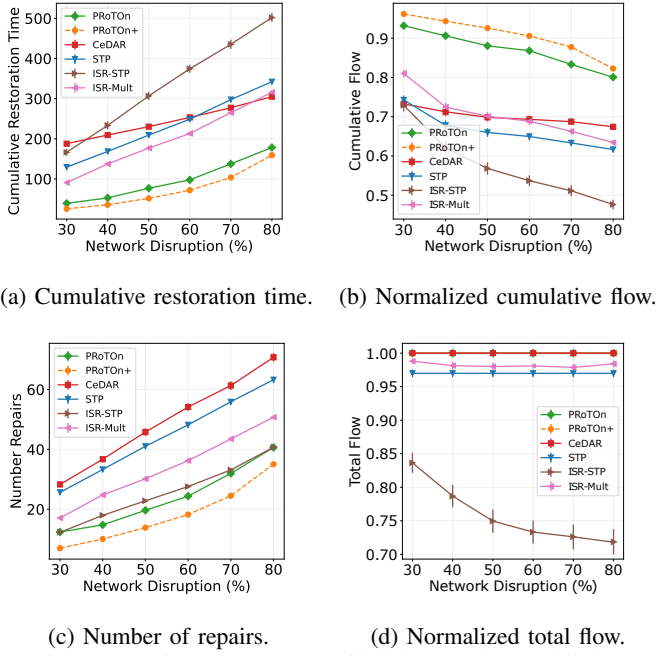 Cumulative Restoration Time
500
400
300
200
100
PRoTOn
PRoTOn+
CeDAR
STP
ISR-STP
ISR-Mult
30 40 50 60 70 80
Network Disruption (%)
(a) Cumulative restoration time.
Cumulative Flow
0.9
0.8
0.7
0.6
0.5
PRoTOn
PRoTOn+
CeDAR
STP
ISR-STP
ISR-Mult
30 40 50 60 70 80
Network Disruption (%)
(b) Normalized cumulative flow.
Number Repairs
60
40
20
PRoTOn
PRoTOn+
CeDAR
STP
ISR-STP
ISR-Mult
30 40 50 60 70 80
Network Disruption (%)
(c) Number of repairs.
Total Flow
1.00
0.95
0.90
0.85
0.80
0.75
0.70
PRoTOn
PRoTOn+
CeDAR
STP
ISR-STP
ISR-Mult
30 40 50 60 70 80
Network Disruption (%)
(d) Normalized total flow.